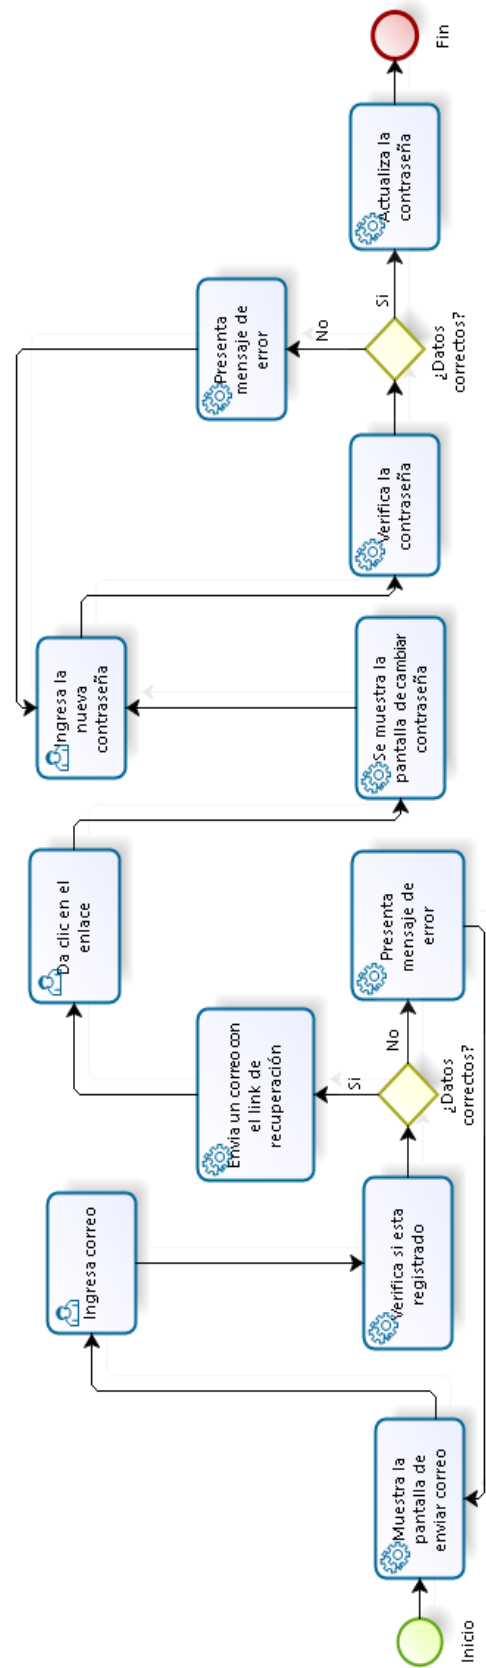 Inicio
Muestra la
pantalla de
enviar correo
Ingresa correo
Verifica si esta
registrado
¿Datos
correctos?
Si
No
Envia un correo con
el link de
recuperación
Presenta
mensaje de
error
Da clic en el
enlace
Se muestra la
pantalla de cambiar
contraseña
Ingresa la
nueva
contraseña
Verifica la
contraseña
¿Datos
correctos?
No
Si
Presenta
mensaje de
error
Actualiza la
contraseña
Fin